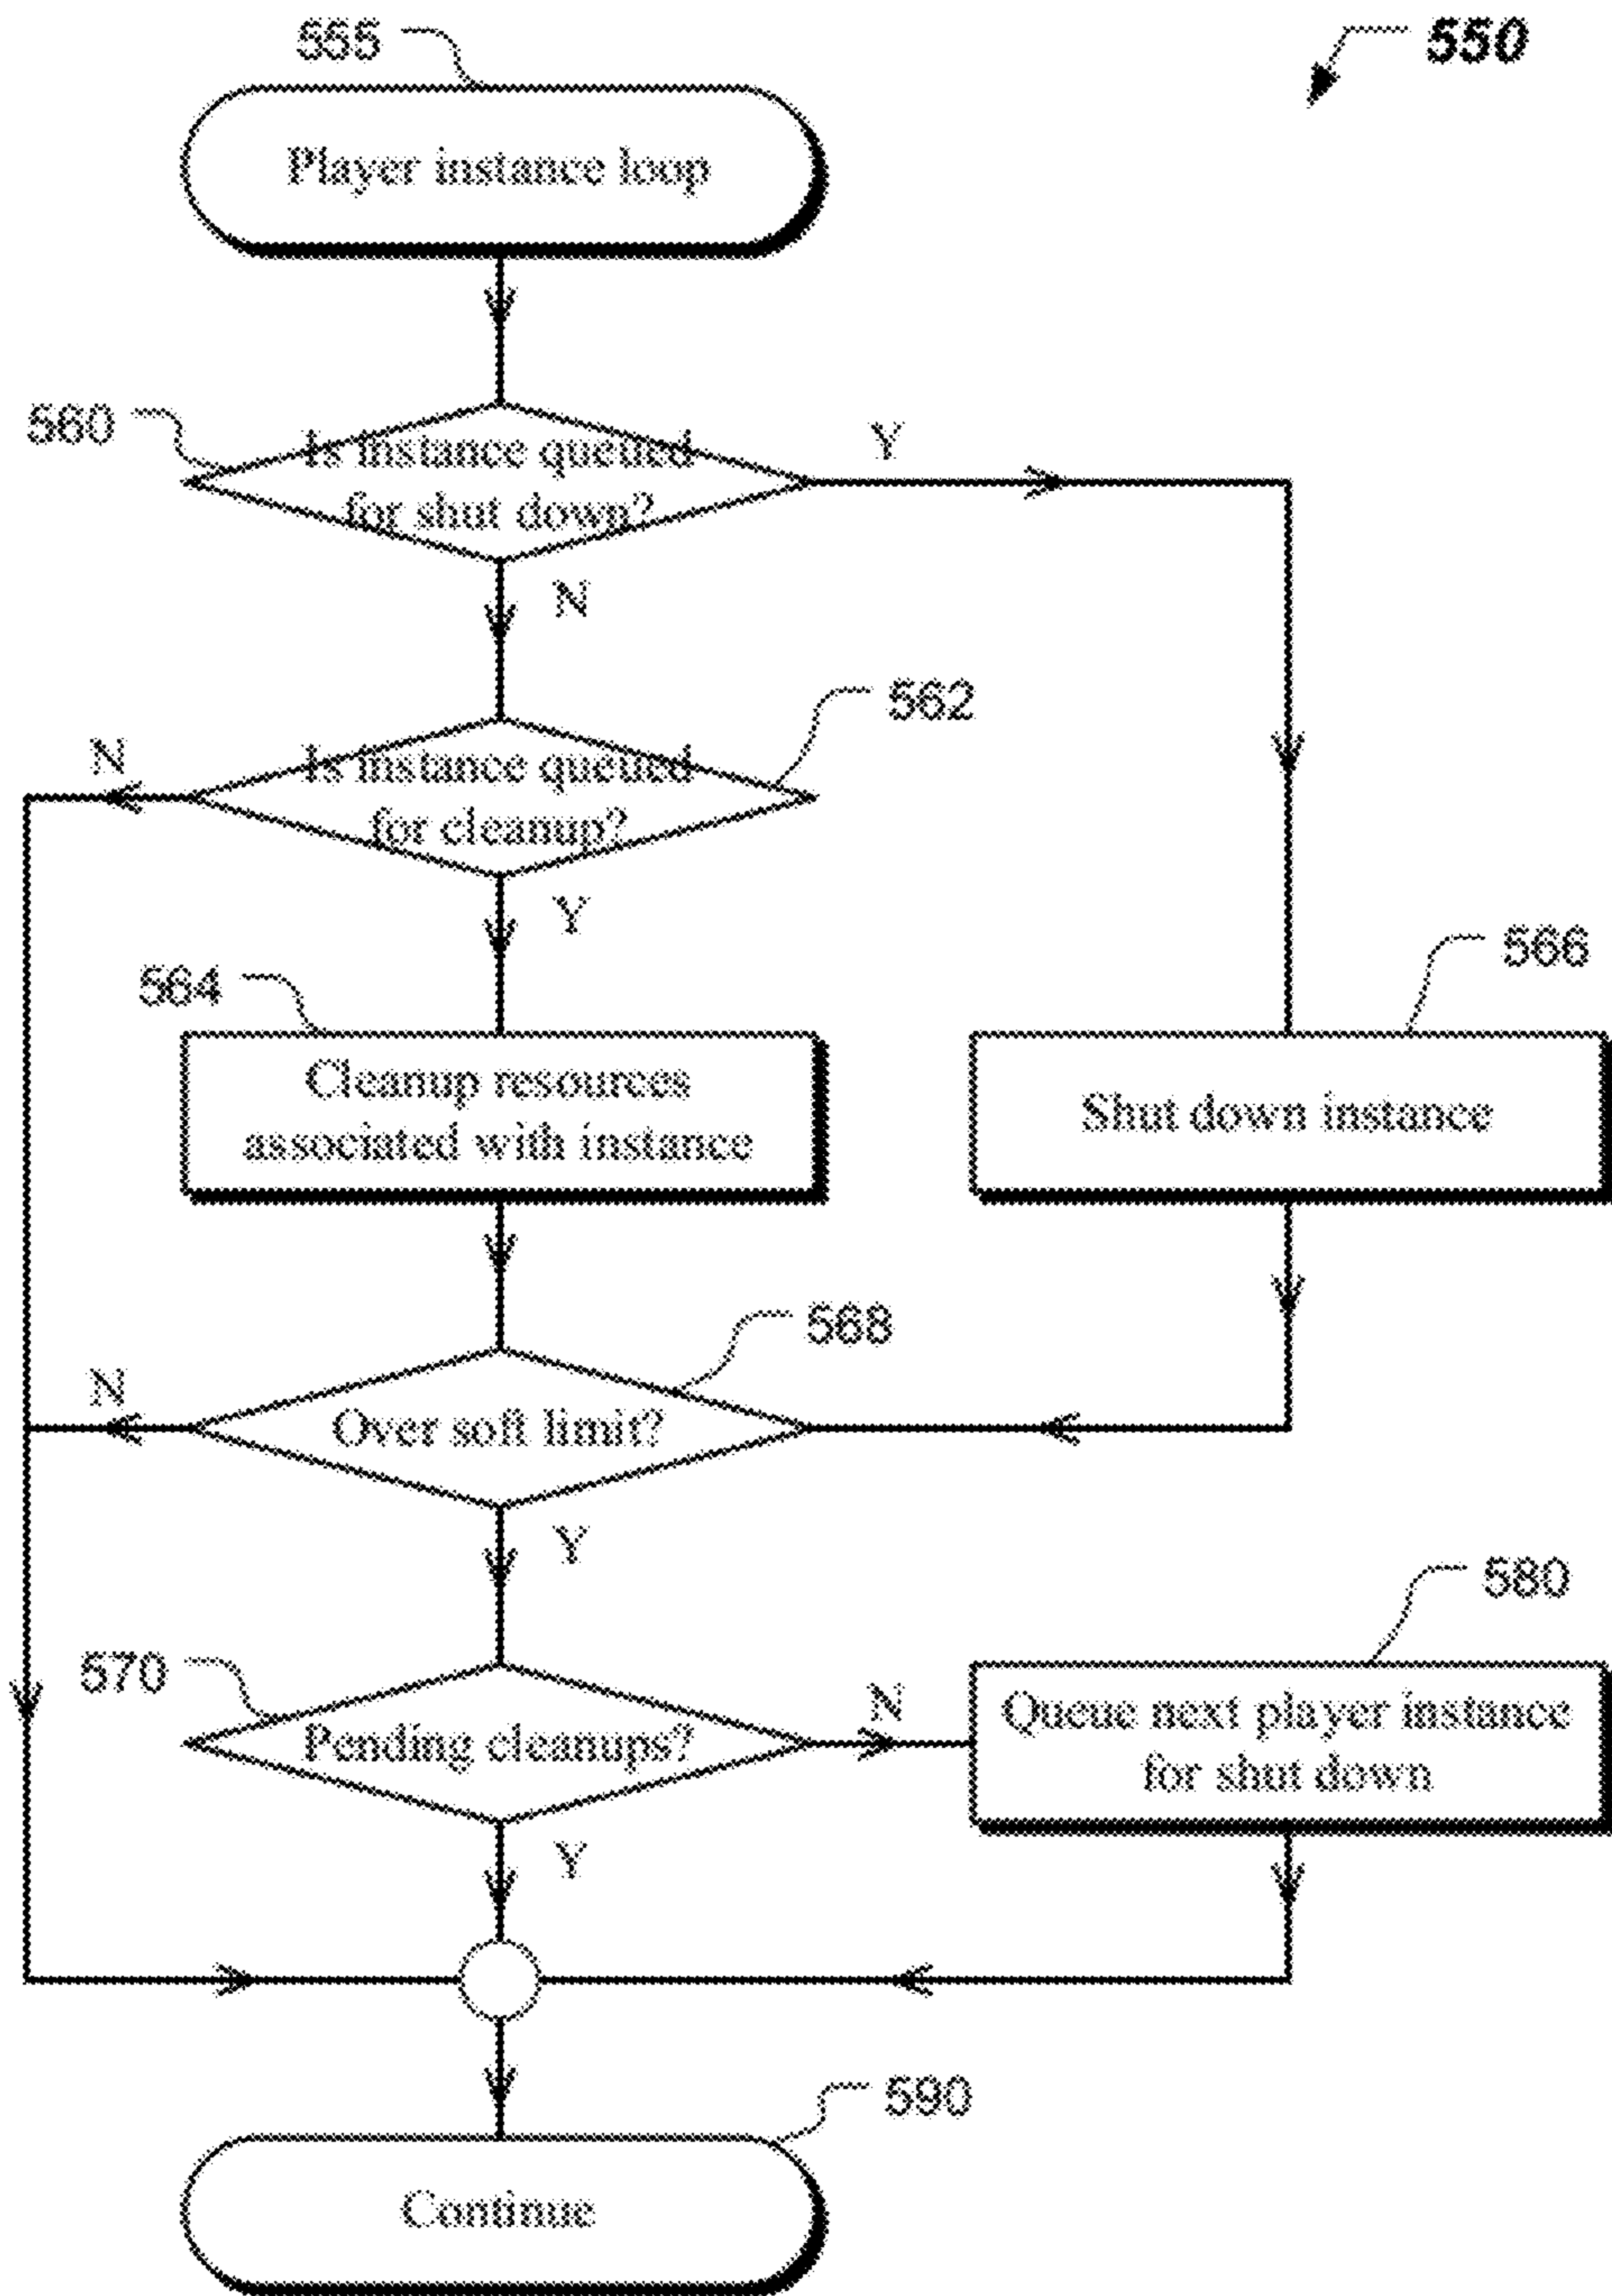 555
550
Player instance loop
560
Is instance queued
for shut down?
Y
N
562
Is instance queued
for cleanup?
N
Y
564
Cleanup resources
associated with instance
566
Shut down instance
568
Over soft limit?
N
Y
570
Pending cleanups?
N
580
Queue next player instance
for shut down
Y
590
Continue